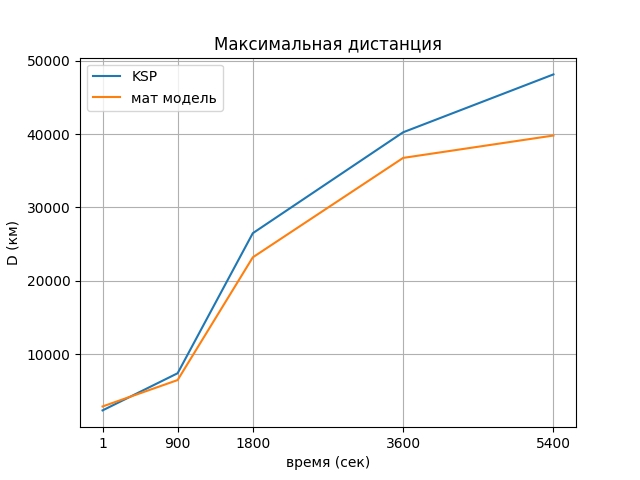 Максимальная дистанция
KSP
мат модель
50000
40000
30000
20000
10000
D (км)
1 900 1800 3600 5400
время (сек)